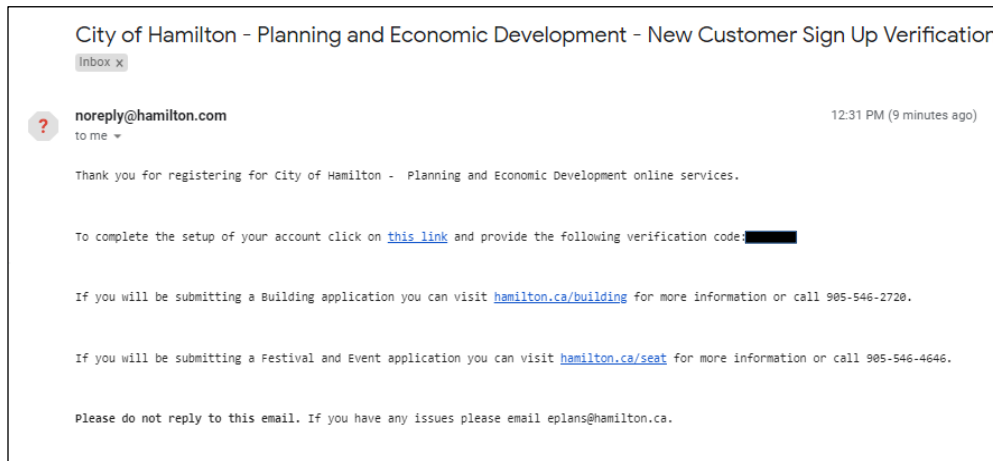 City of Hamilton - Planning and Economic Development - New Customer Sign Up Verification
Inbox x
?
noreply@hamilton.com
12:31 PM (9 minutes ago)
to me
Thank you for registering for City of Hamilton -  Planning and Economic Development online services.
To complete the setup of your account click on this link and provide the following verification code:
If you will be submitting a Building application you can visit hamilton.ca/building for more information or call 905-546-2720.
If you will be submitting a Festival and Event application you can visit hamilton.ca/seat for more information or call 905-546-4646.
Please do not reply to this email. If you have any issues please email eplans@hamilton.ca.